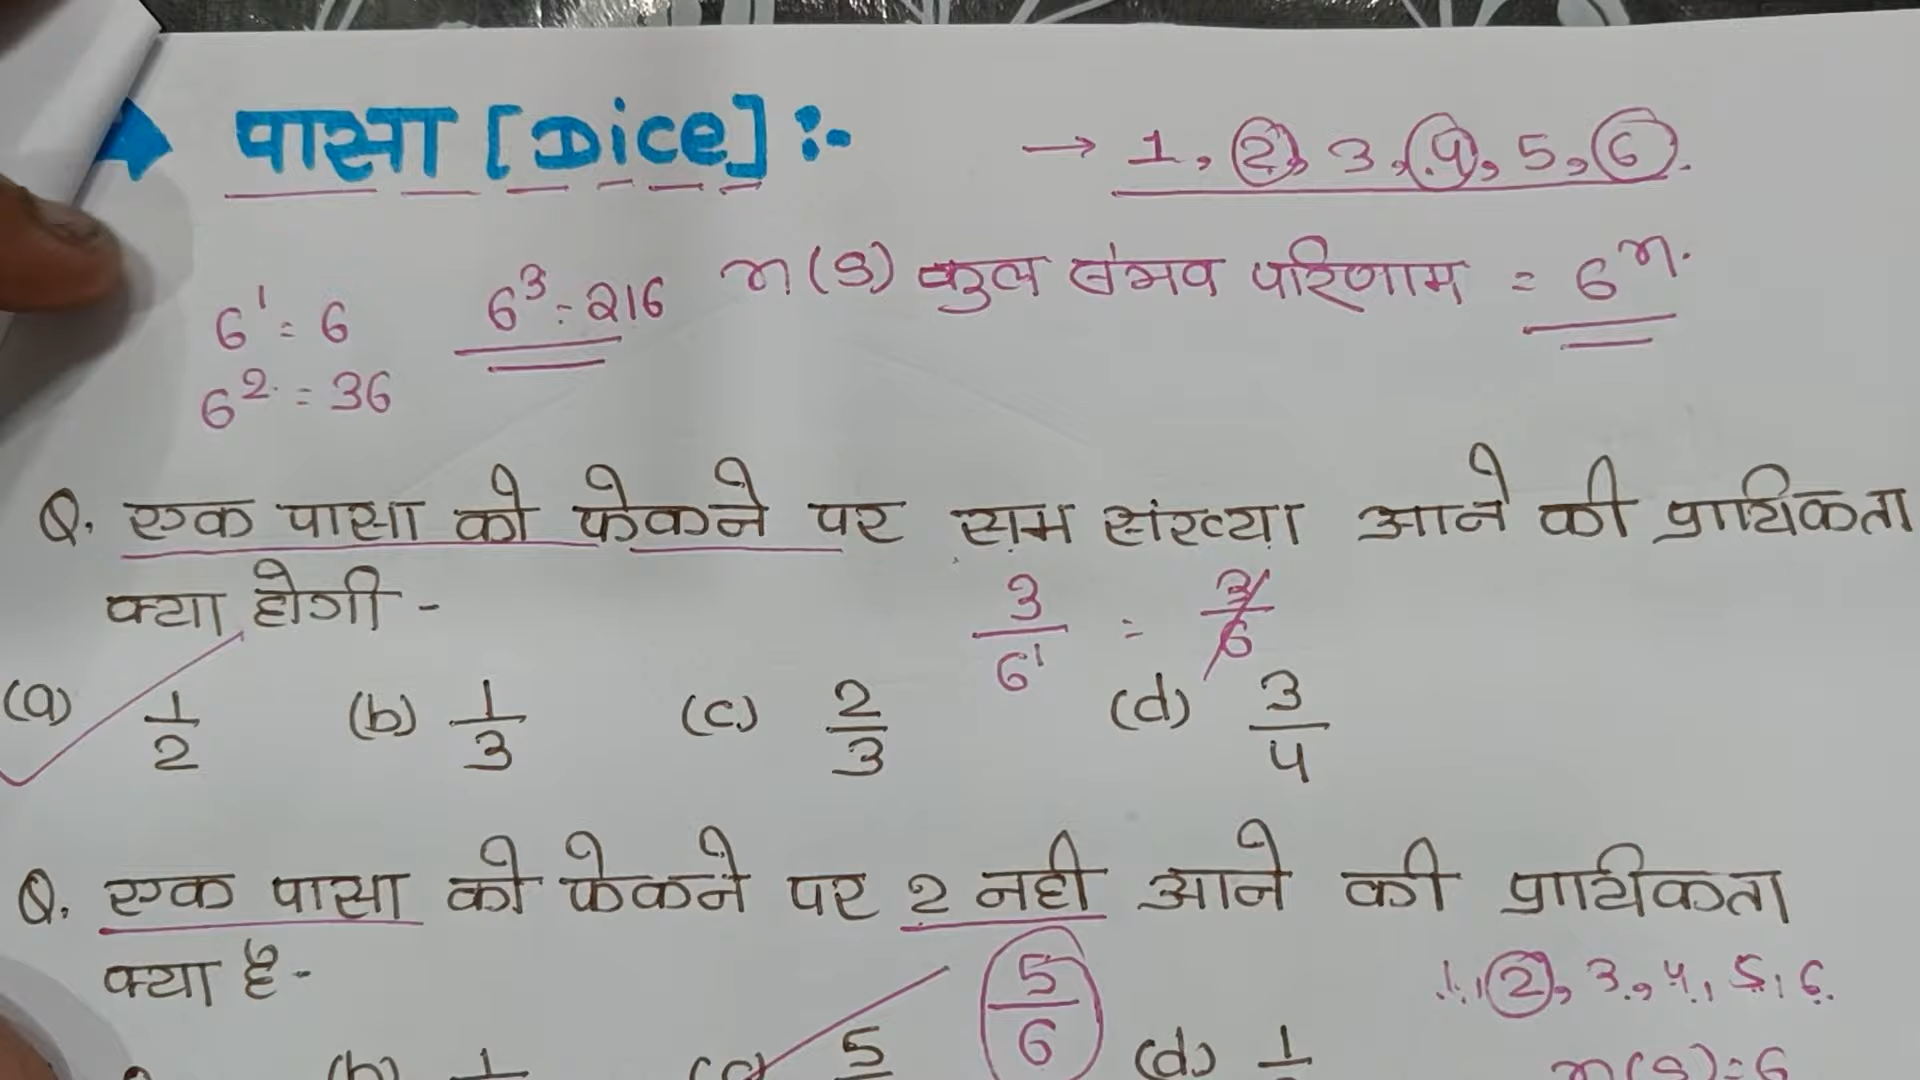 पासा [Dice] :-
→ 1, 2, 3, 4, 5, 6.
n(S) कुल संभव परिणाम = 6ⁿ.
6¹ = 6
6³ = 216
6² = 36
Q. एक पासा को फेकने पर सम संख्या आने की प्रायिकता
क्या होगी -
3/6¹ = 3/6
(a) 1/2 (b) 1/3 (c) 2/3 (d) 3/4
Q. एक पासा को फेकने पर 2 नही आने की प्रायिकता
क्या है -
5/6
1, 2, 3, 4, 5, 6.
(b) 1 (c) 5 (d) 1
n(S) = 6